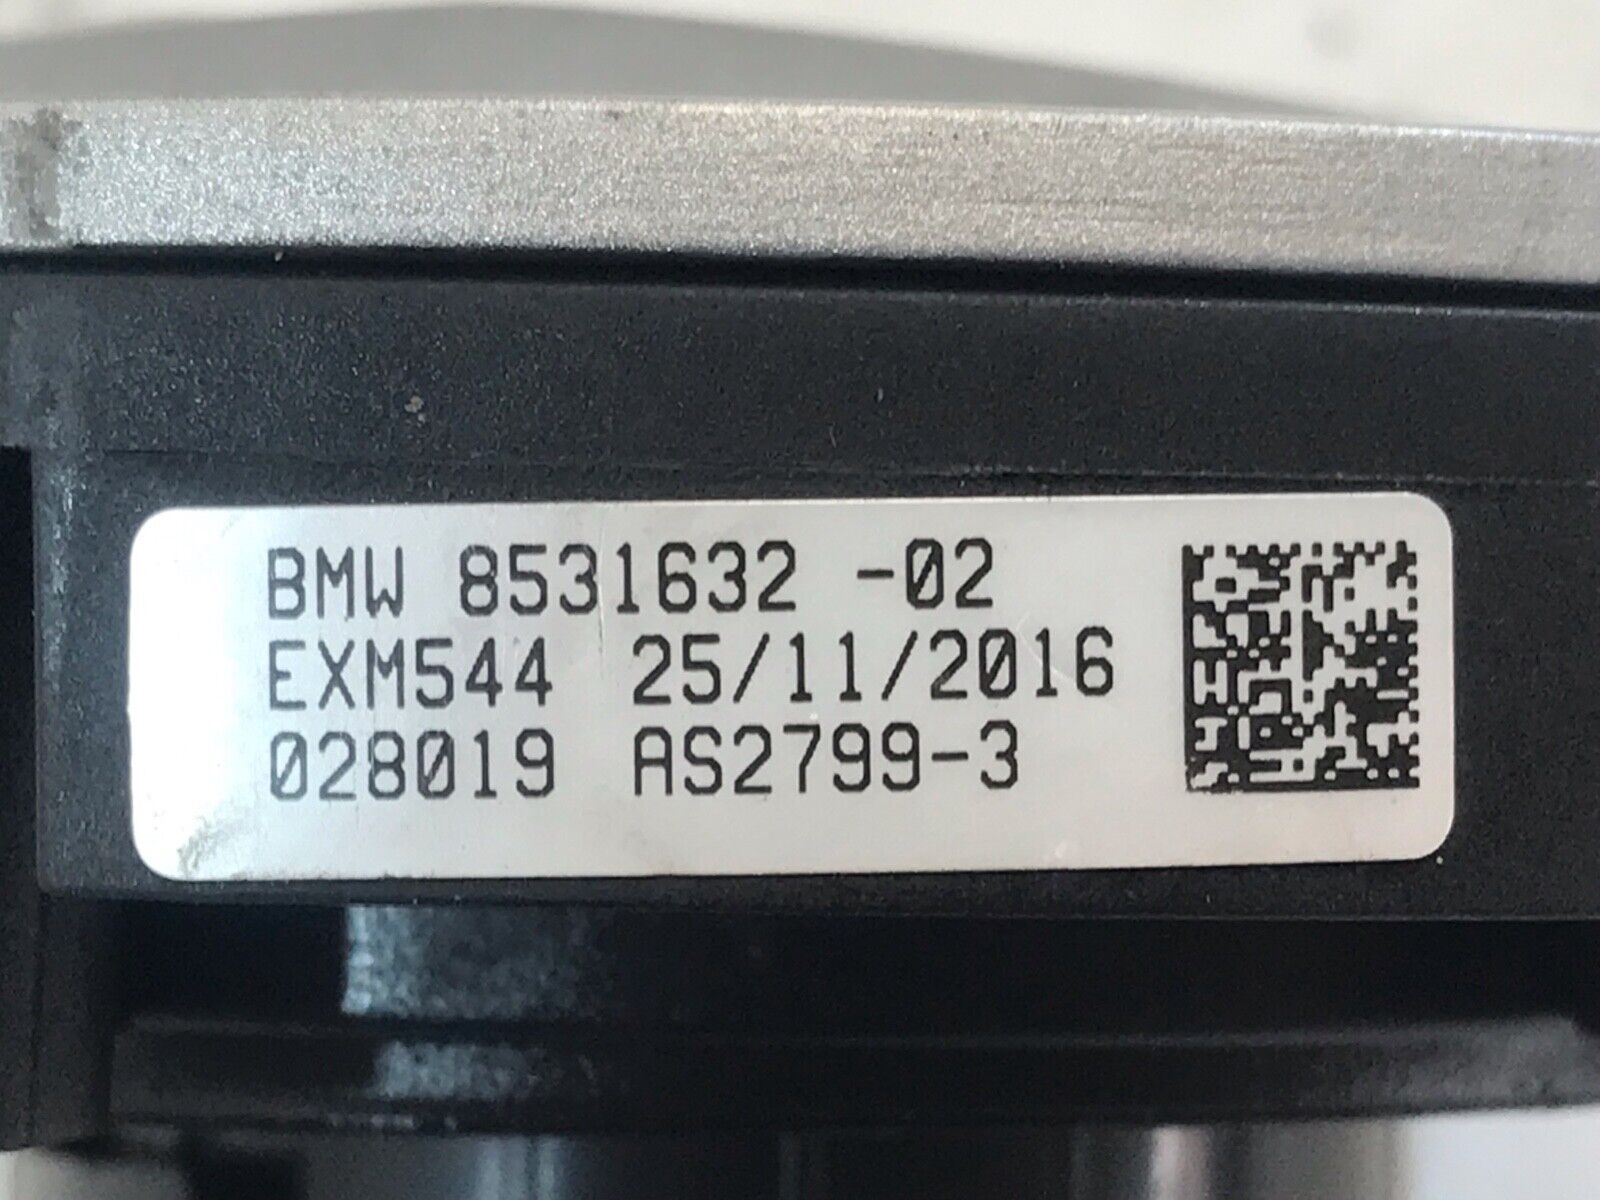 BMW 8531632 -02
EXM544 25/11/2016
028019 AS2799-3